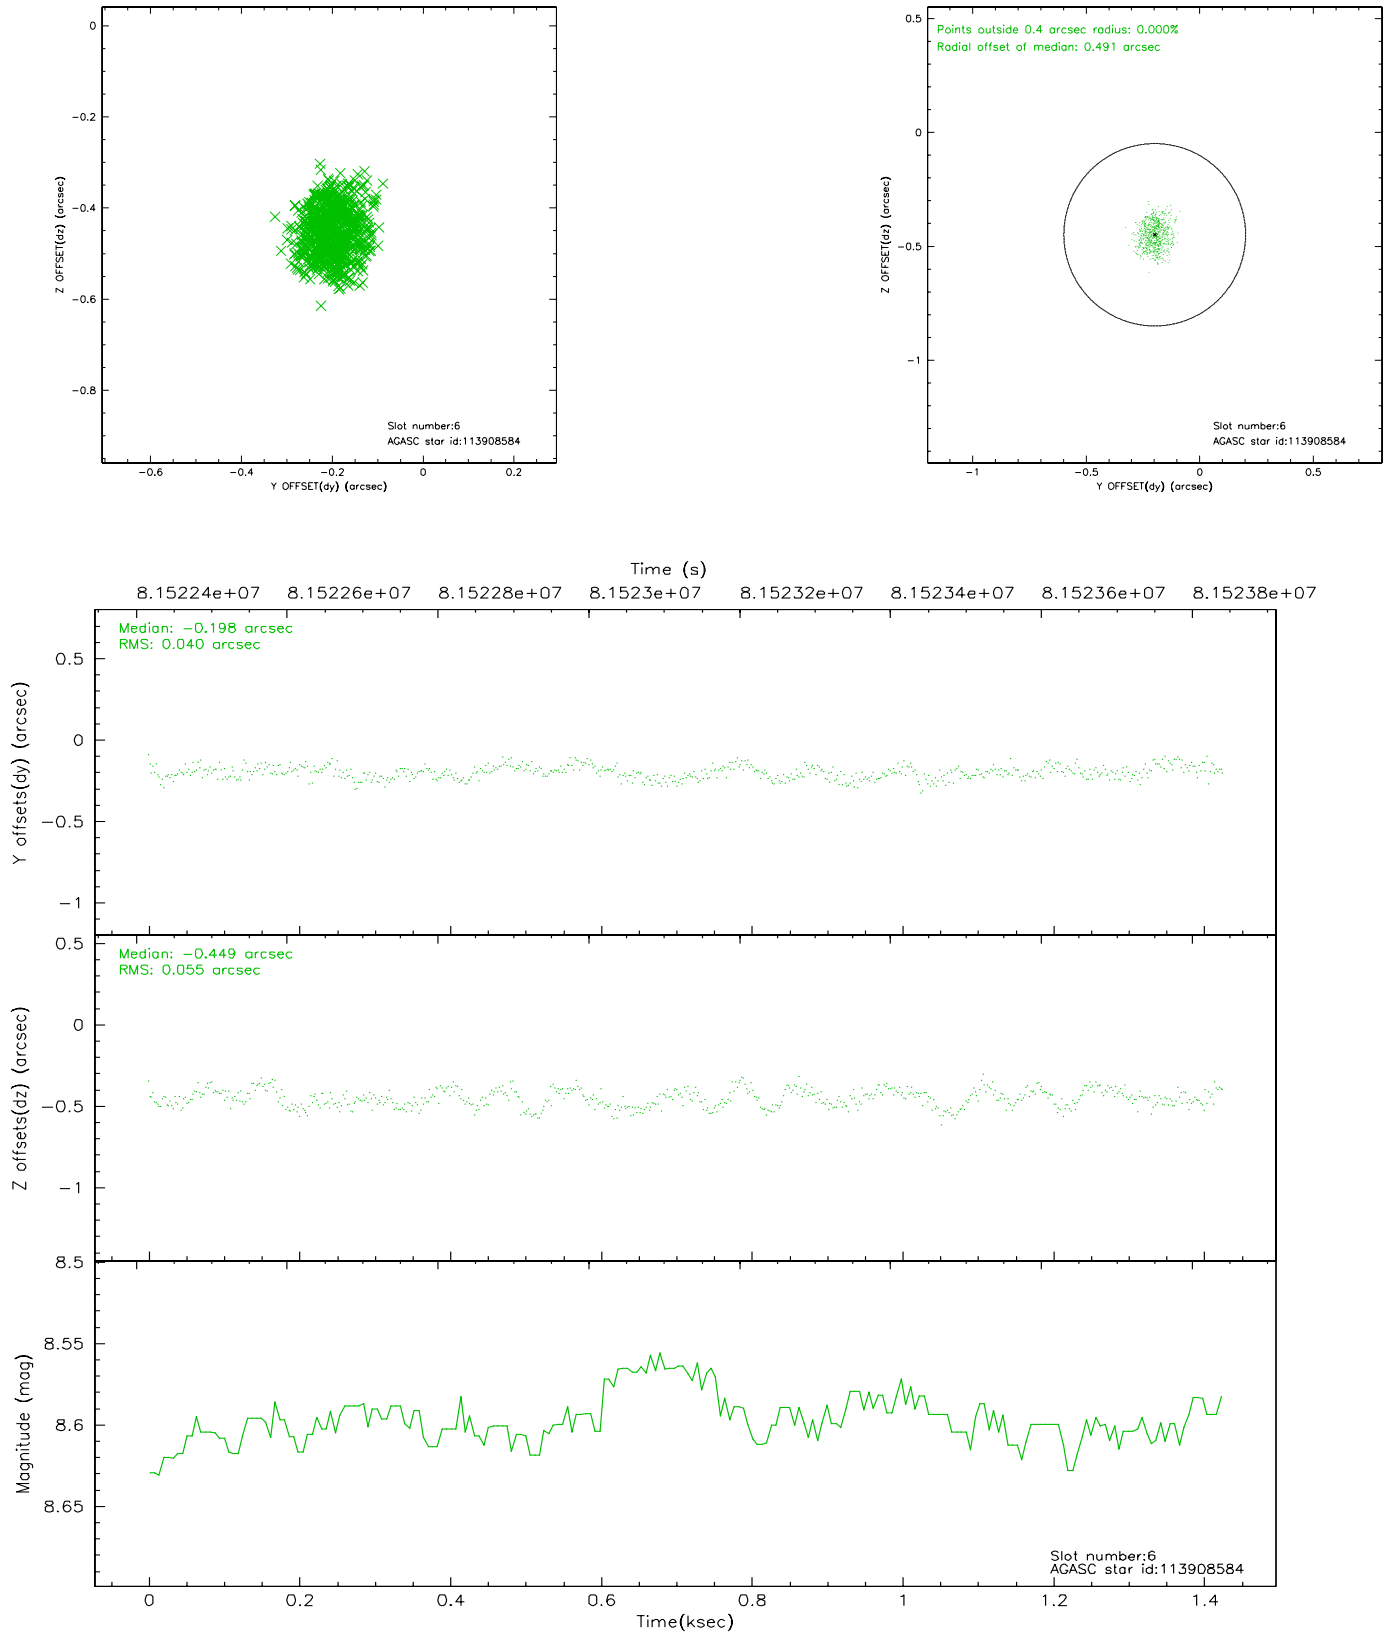 0
-0.2
-0.4
-0.6
-0.8
Z OFFSET(dz) (arcsec)
Slot number:6
AGASC star id:113908584
-0.6 -0.4 -0.2 0 0.2
Y OFFSET(dy) (arcsec)
Points outside 0.4 arcsec radius: 0.000%
Radial offset of median: 0.491 arcsec
0.5
0
-0.5
-1
Z OFFSET(dz) (arcsec)
Slot number:6
AGASC star id:113908584
-1 -0.5 0 0.5
Y OFFSET(dy) (arcsec)
Time (s)
8.15224e+07 8.15226e+07 8.15228e+07 8.1523e+07 8.15232e+07 8.15234e+07 8.15236e+07 8.15238e+07
Median: -0.198 arcsec
RMS: 0.040 arcsec
0.5
0
-0.5
-1
Y offsets(dy) (arcsec)
Median: -0.449 arcsec
RMS: 0.055 arcsec
0.5
0
-0.5
-1
Z offsets(dz) (arcsec)
8.5
8.55
8.6
8.65
Magnitude (mag)
Slot number:6
AGASC star id:113908584
0 0.2 0.4 0.6 0.8 1 1.2 1.4
Time(ksec)